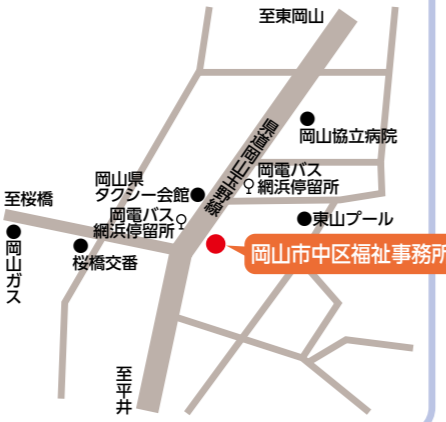 至東岡山
県道岡山玉野線
岡山協立病院
岡山県
タクシー会館
岡電バス
網浜停留所
岡電バス
網浜停留所
至桜橋
東山プール
岡山ガス
桜橋交番
岡山市中区福祉事務所
至平井